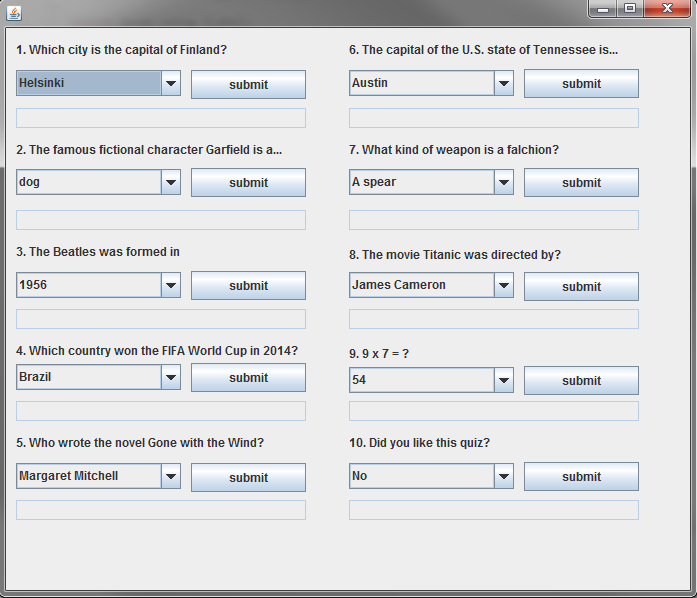 1. Which city is the capital of Finland?
Helsinki
submit
2. The famous fictional character Garfield is a...
dog
submit
3. The Beatles was formed in
1956
submit
4. Which country won the FIFA World Cup in 2014?
Brazil
submit
5. Who wrote the novel Gone with the Wind?
Margaret Mitchell
submit
6. The capital of the U.S. state of Tennessee is...
Austin
submit
7. What kind of weapon is a falchion?
A spear
submit
8. The movie Titanic was directed by?
James Cameron
submit
9. 9 x 7 = ?
54
submit
10. Did you like this quiz?
No
submit